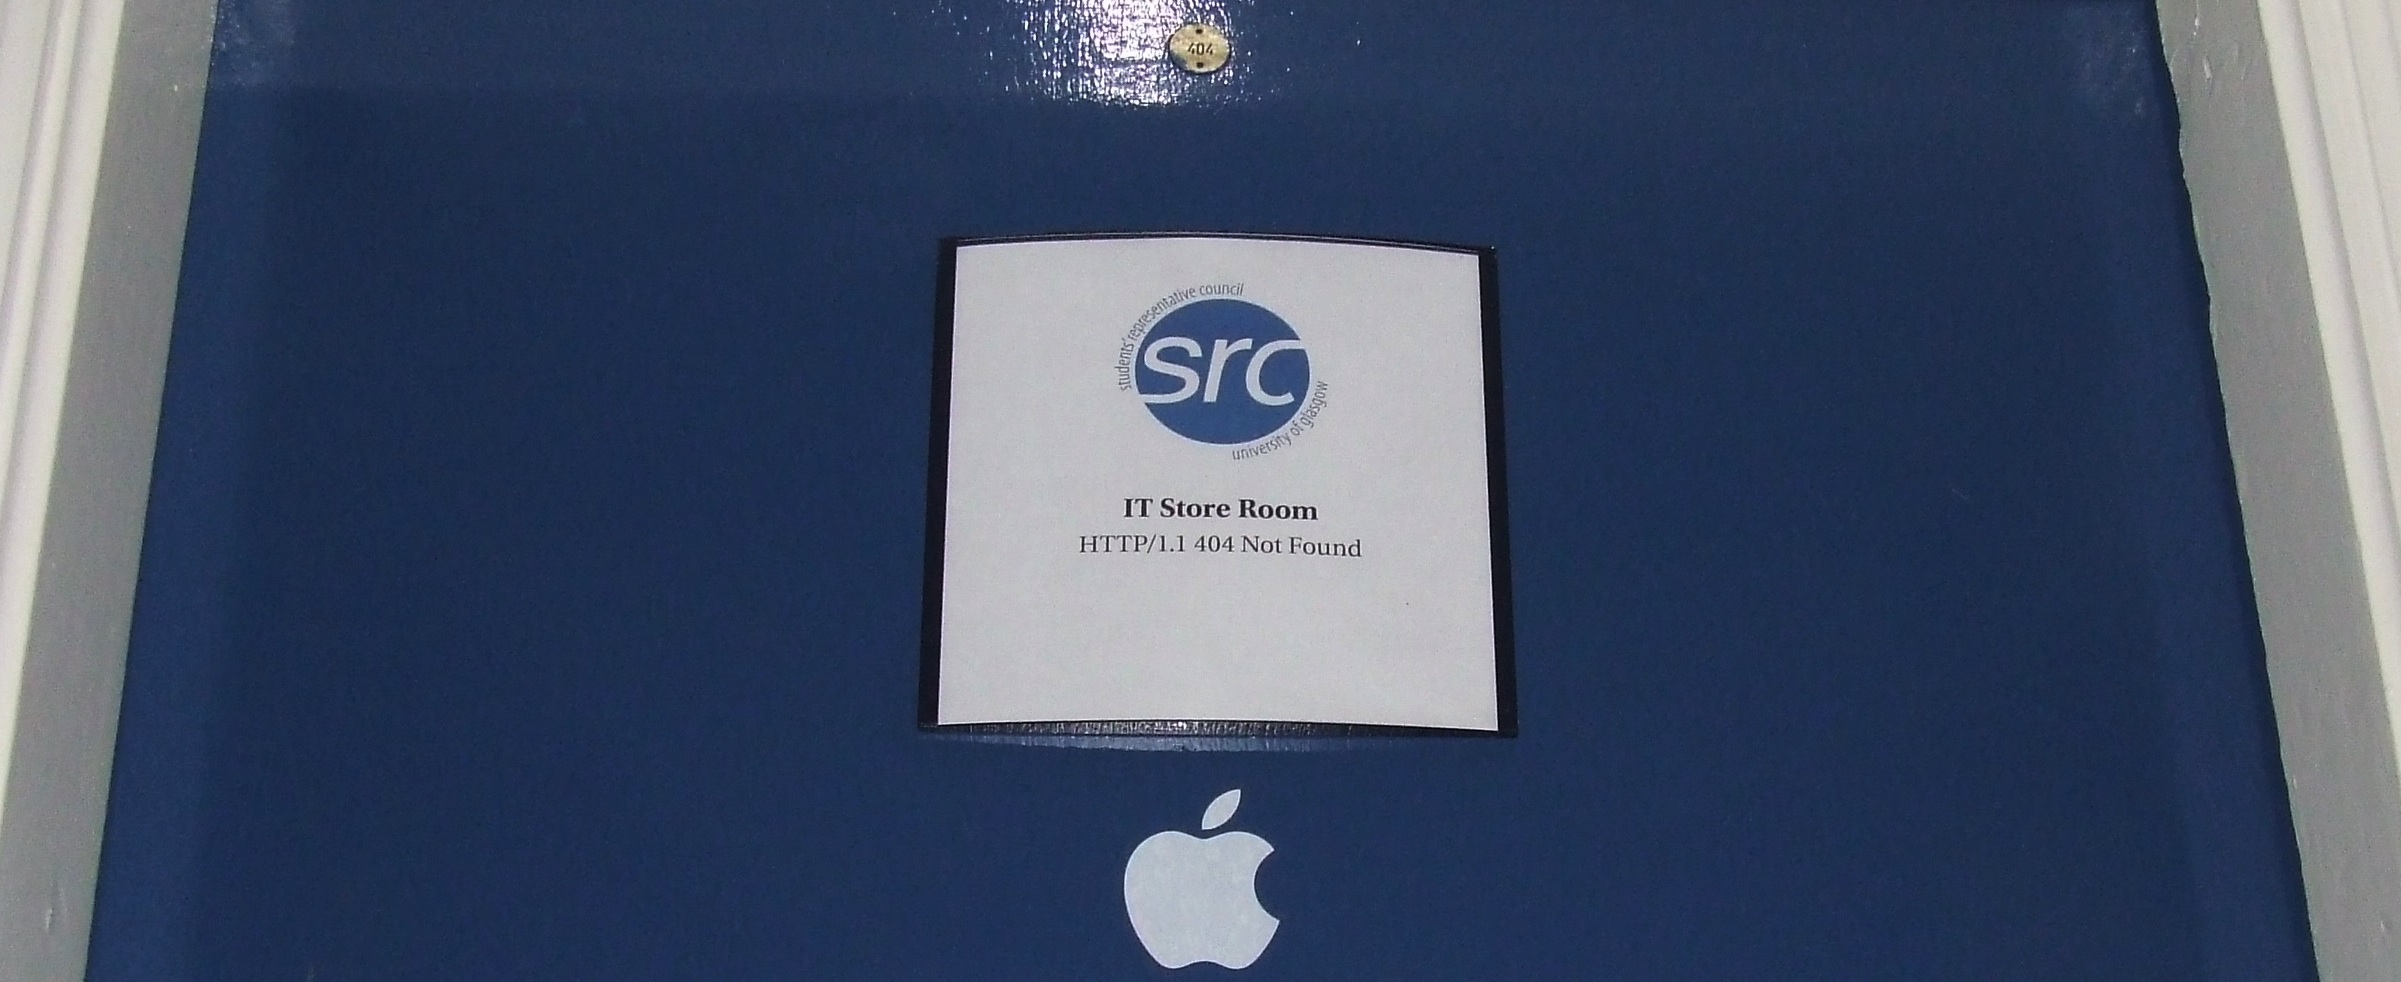 404
students' representative council
src
university of glasgow
IT Store Room
HTTP/1.1 404 Not Found